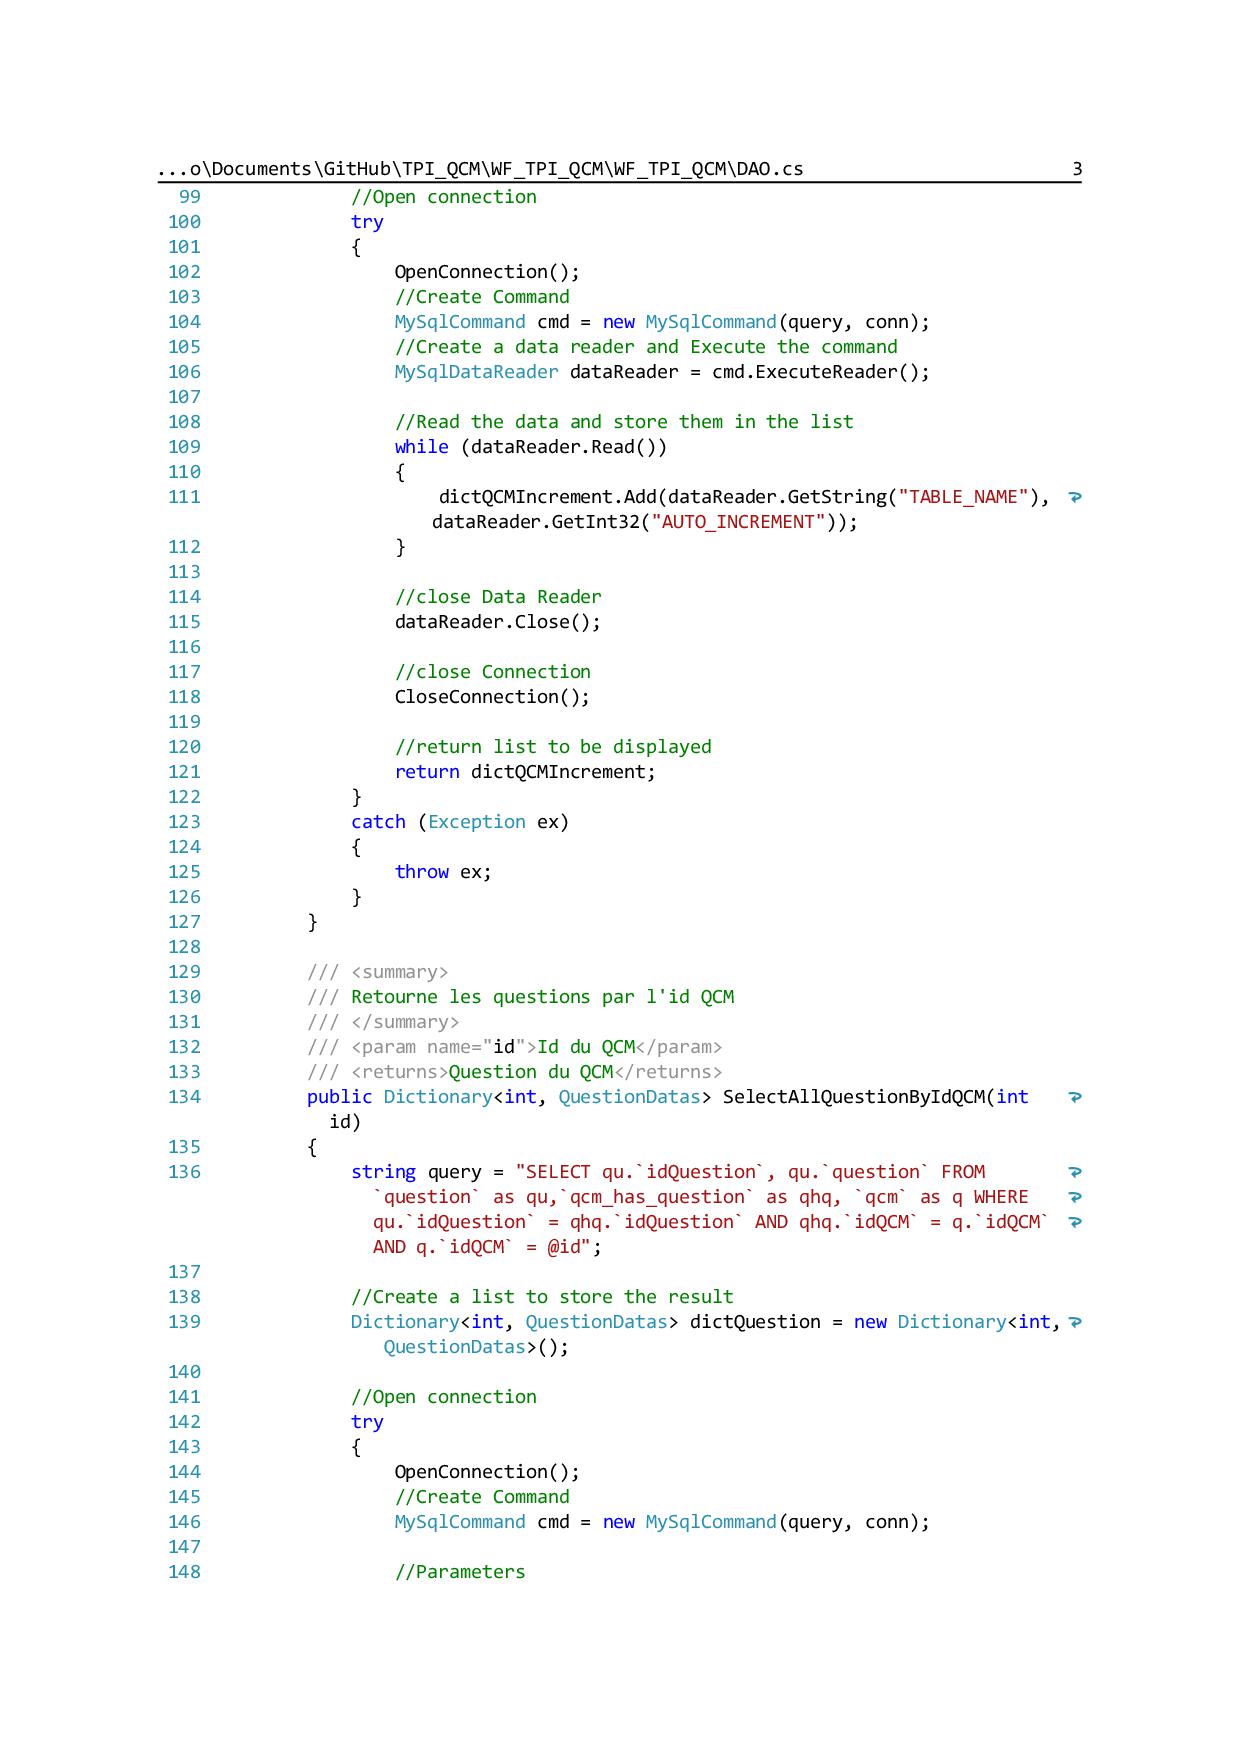 ...o\Documents\GitHub\TPI_QCM\WF_TPI_QCM\WF_TPI_QCM\DAO.cs 3
99 //Open connection
100 try
101 {
102 OpenConnection();
103 //Create Command
104 MySqlCommand cmd = new MySqlCommand(query, conn);
105 //Create a data reader and Execute the command
106 MySqlDataReader dataReader = cmd.ExecuteReader();
107
108 //Read the data and store them in the list
109 while (dataReader.Read())
110 {
111 dictQCMIncrement.Add(dataReader.GetString("TABLE_NAME"),
dataReader.GetInt32("AUTO_INCREMENT"));
112 }
113
114 //close Data Reader
115 dataReader.Close();
116
117 //close Connection
118 CloseConnection();
119
120 //return list to be displayed
121 return dictQCMIncrement;
122 }
123 catch (Exception ex)
124 {
125 throw ex;
126 }
127 }
128
129 /// <summary>
130 /// Retourne les questions par l'id QCM
131 /// </summary>
132 /// <param name="id">Id du QCM</param>
133 /// <returns>Question du QCM</returns>
134 public Dictionary<int, QuestionDatas> SelectAllQuestionByIdQCM(int
id)
135 {
136 string query = "SELECT qu.`idQuestion`, qu.`question` FROM
`question` as qu,`qcm_has_question` as qhq, `qcm` as q WHERE
qu.`idQuestion` = qhq.`idQuestion` AND qhq.`idQCM` = q.`idQCM`
AND q.`idQCM` = @id";
137
138 //Create a list to store the result
139 Dictionary<int, QuestionDatas> dictQuestion = new Dictionary<int,
QuestionDatas>();
140
141 //Open connection
142 try
143 {
144 OpenConnection();
145 //Create Command
146 MySqlCommand cmd = new MySqlCommand(query, conn);
147
148 //Parameters